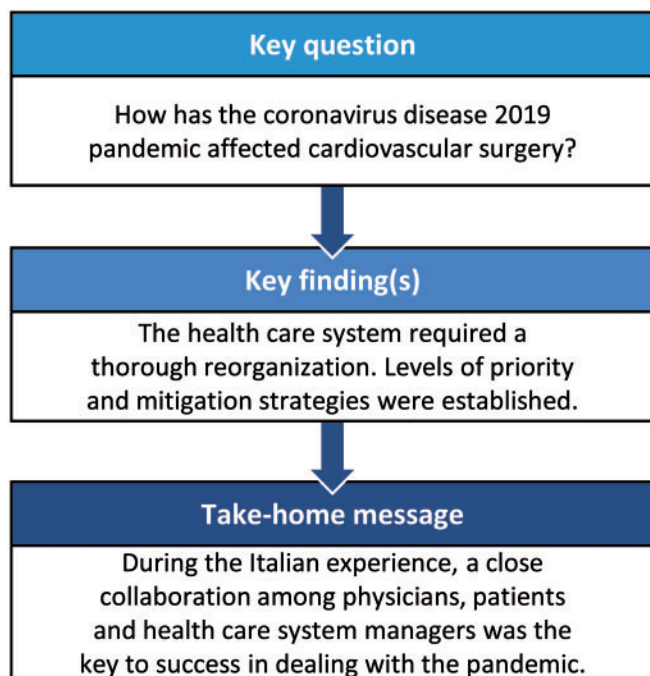 Key question
How has the coronavirus disease 2019
pandemic affected cardiovascular surgery?
Key finding(s)
The health care system required a
thorough reorganization. Levels of priority
and mitigation strategies were established.
Take-home message
During the Italian experience, a close
collaboration among physicians, patients
and health care system managers was the
key to success in dealing with the pandemic.